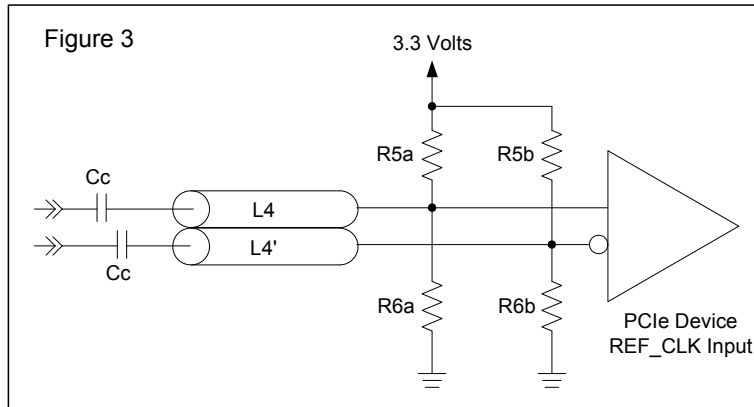 Figure 3
3.3 Volts
R5a
R5b
Cc
L4
L4'
Cc
R6a
R6b
PCIe Device
REF_CLK Input